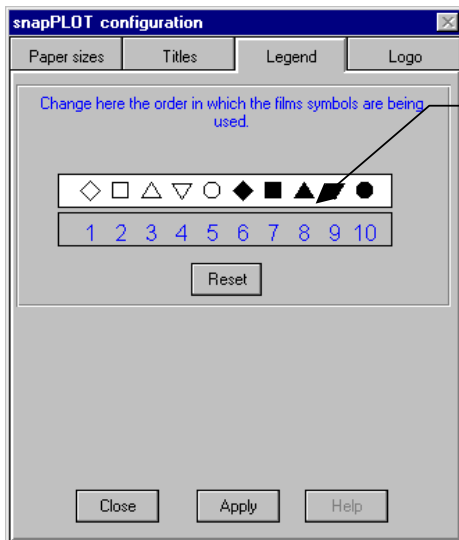 snapPLOT configuration
Paper sizes Titles Legend Logo
Change here the order in which the films symbols are being
used.
1 2 3 4 5 6 7 8 9 10
Reset
Close Apply Help